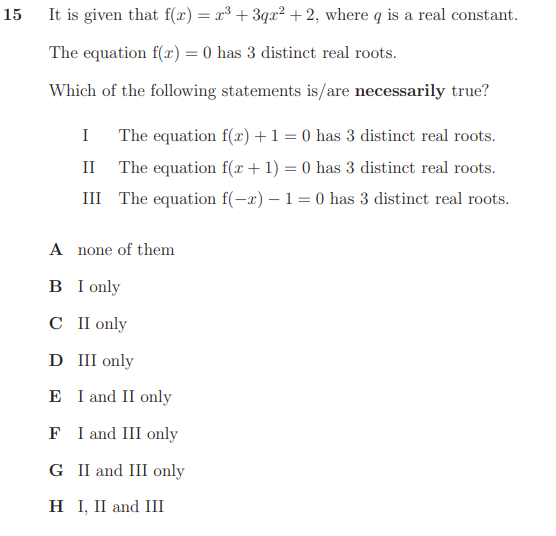 15 It is given that f(x) = x³ + 3qx² + 2, where q is a real constant.
The equation f(x) = 0 has 3 distinct real roots.
Which of the following statements is/are necessarily true?
I The equation f(x) + 1 = 0 has 3 distinct real roots.
II The equation f(x + 1) = 0 has 3 distinct real roots.
III The equation f(−x) − 1 = 0 has 3 distinct real roots.
A none of them
B I only
C II only
D III only
E I and II only
F I and III only
G II and III only
H I, II and III